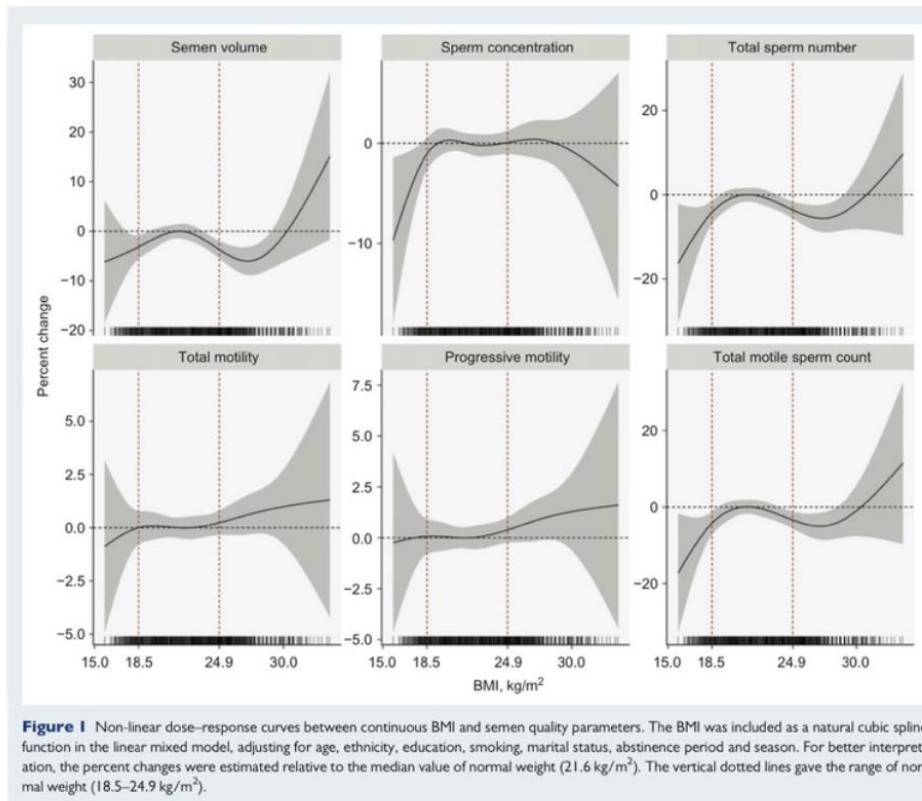 Semen volume
Sperm concentration
Total sperm number
30
20
10
0
−10
−20
0
−10
20
0
−20
Percent change
Total motility
Progressive motility
Total motile sperm count
5.0
2.5
0.0
−2.5
−5.0
7.5
5.0
2.5
0.0
−2.5
−5.0
20
0
−20
15.0 18.5 24.9 30.0
15.0 18.5 24.9 30.0
15.0 18.5 24.9 30.0
BMI, kg/m²
Figure 1 Non-linear dose–response curves between continuous BMI and semen quality parameters. The BMI was included as a natural cubic splin
function in the linear mixed model, adjusting for age, ethnicity, education, smoking, marital status, abstinence period and season. For better interpret
ation, the percent changes were estimated relative to the median value of normal weight (21.6 kg/m²). The vertical dotted lines gave the range of nor
mal weight (18.5–24.9 kg/m²).